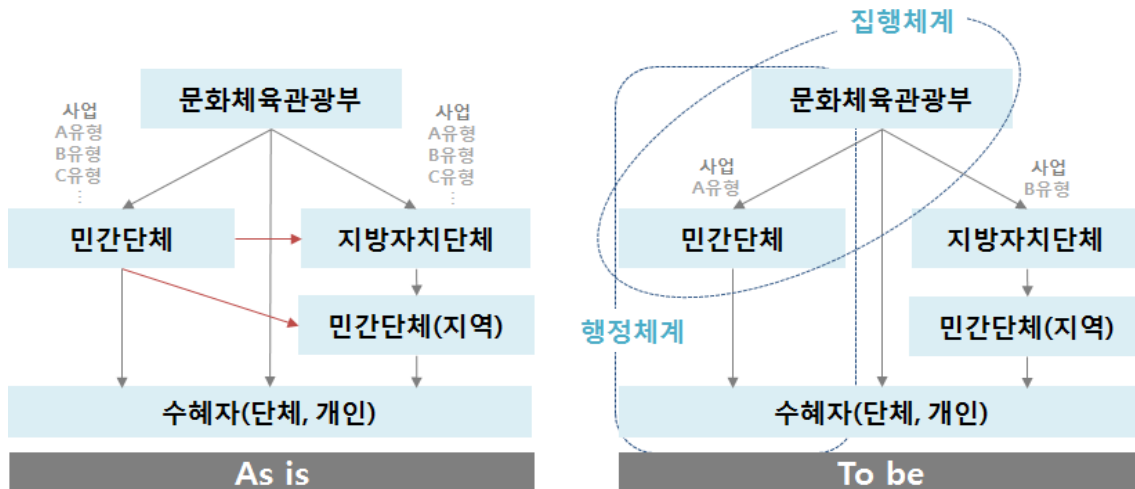 문화체육관광부
사업
A유형
B유형
C유형
...
사업
A유형
B유형
C유형
...
민간단체
지방자치단체
민간단체(지역)
수혜자(단체, 개인)
As is
집행체계
문화체육관광부
사업
A유형
사업
B유형
민간단체
지방자치단체
행정체계
민간단체(지역)
수혜자(단체, 개인)
To be